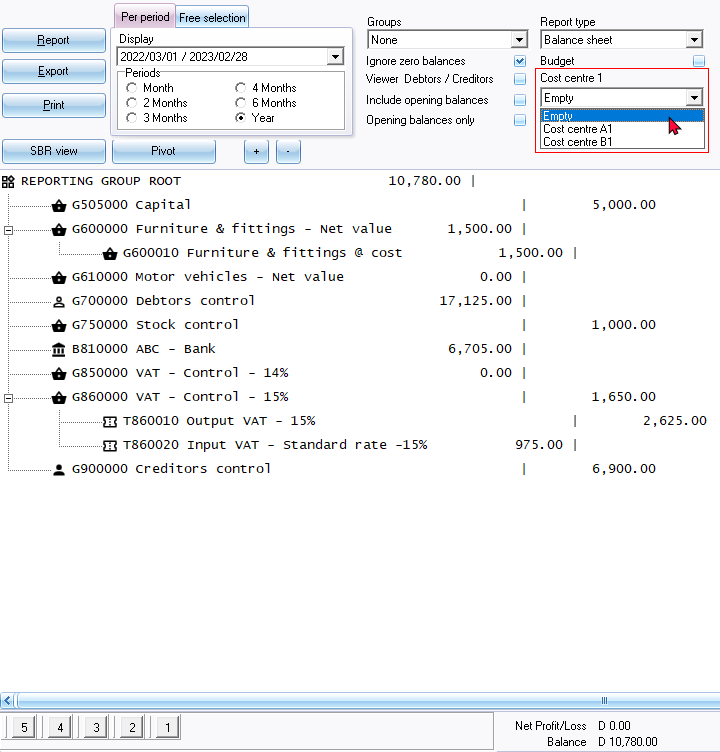 Report
Export
Print
SBR view
Pivot
+
-
Per period
Free selection
Display
2022/03/01 / 2023/02/28
Periods
Month
2 Months
3 Months
4 Months
6 Months
Year
Groups
None
Ignore zero balances
Viewer Debtors / Creditors
Include opening balances
Opening balances only
Report type
Balance sheet
Budget
Cost centre 1
Empty
Empty
Cost centre A1
Cost centre B1
REPORTING GROUP ROOT 10,780.00 |
G505000 Capital | 5,000.00
G600000 Furniture & fittings - Net value 1,500.00 |
G600010 Furniture & fittings @ cost 1,500.00 |
G610000 Motor vehicles - Net value 0.00 |
G700000 Debtors control 17,125.00 |
G750000 Stock control | 1,000.00
B810000 ABC - Bank 6,705.00 |
G850000 VAT - Control - 14% 0.00 |
G860000 VAT - Control - 15% | 1,650.00
T860010 Output VAT - 15% | 2,625.00
T860020 Input VAT - Standard rate -15% 975.00 |
G900000 Creditors control | 6,900.00
5 4 3 2 1
Net Profit/Loss D 0.00
Balance D 10,780.00